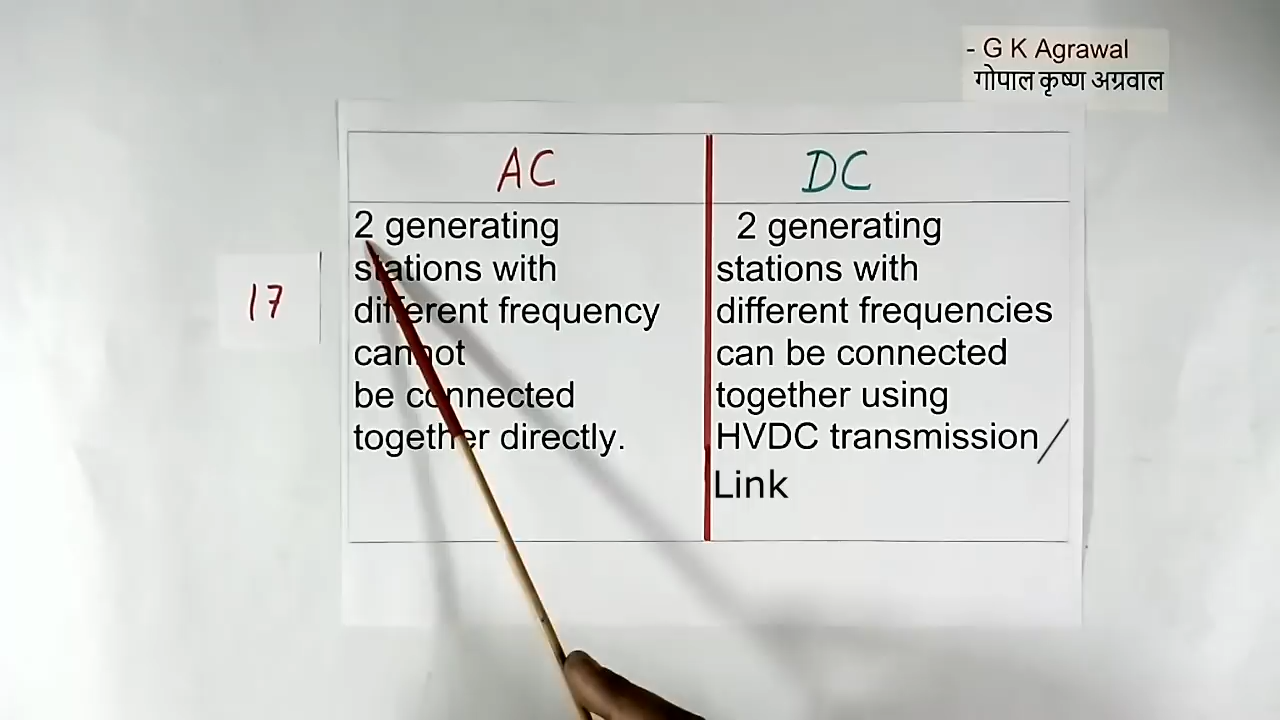 - G K Agrawal
गोपाल कृष्ण अग्रवाल
AC
DC
17
2 generating
stations with
different frequency
cannot
be connected
together directly.
2 generating
stations with
different frequencies
can be connected
together using
HVDC transmission/
Link